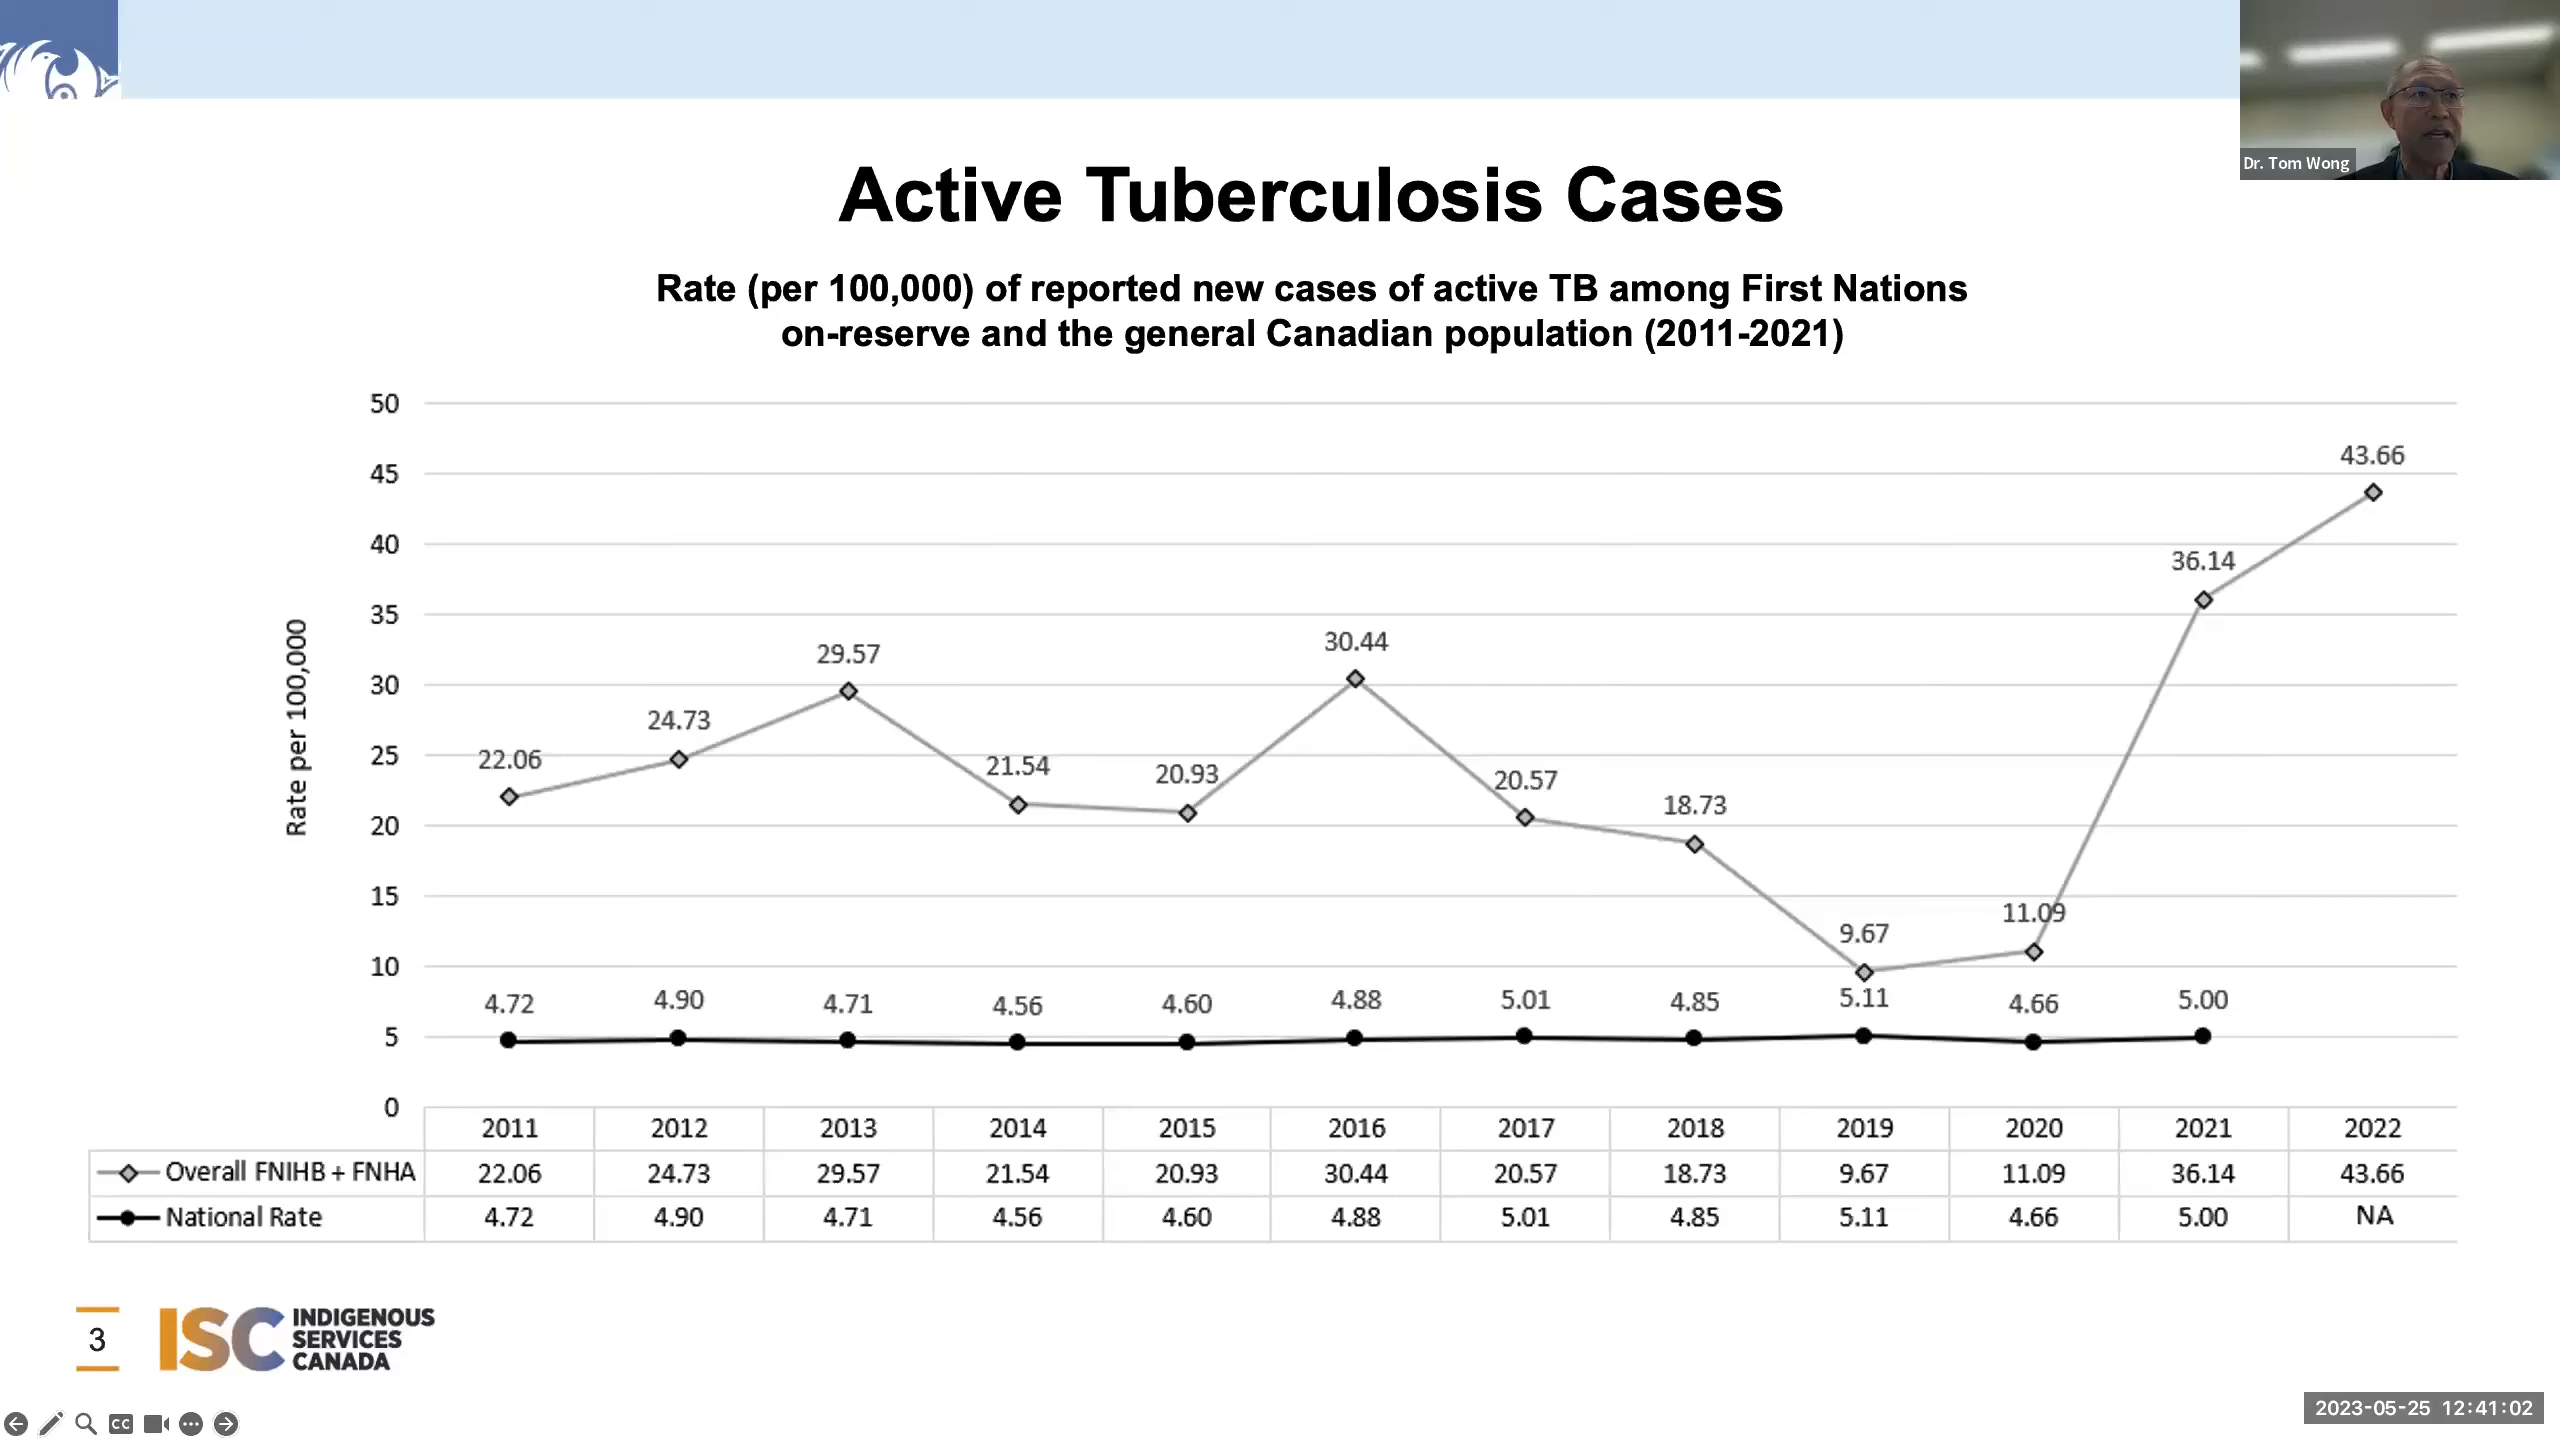 Dr. Tom Wong
Active Tuberculosis Cases
Rate (per 100,000) of reported new cases of active TB among First Nations
on-reserve and the general Canadian population (2011-2021)
Rate per 100,000
50
45
40
35
30
25
20
15
10
5
0
22.06
24.73
29.57
21.54
20.93
30.44
20.57
18.73
9.67
11.09
36.14
43.66
4.72
4.90
4.71
4.56
4.60
4.88
5.01
4.85
5.11
4.66
5.00
2011 2012 2013 2014 2015 2016 2017 2018 2019 2020 2021 2022
Overall FNIHB + FNHA 22.06 24.73 29.57 21.54 20.93 30.44 20.57 18.73 9.67 11.09 36.14 43.66
National Rate 4.72 4.90 4.71 4.56 4.60 4.88 5.01 4.85 5.11 4.66 5.00 NA
3
ISC
INDIGENOUS
SERVICES
CANADA
CC
2023-05-25 12:41:02